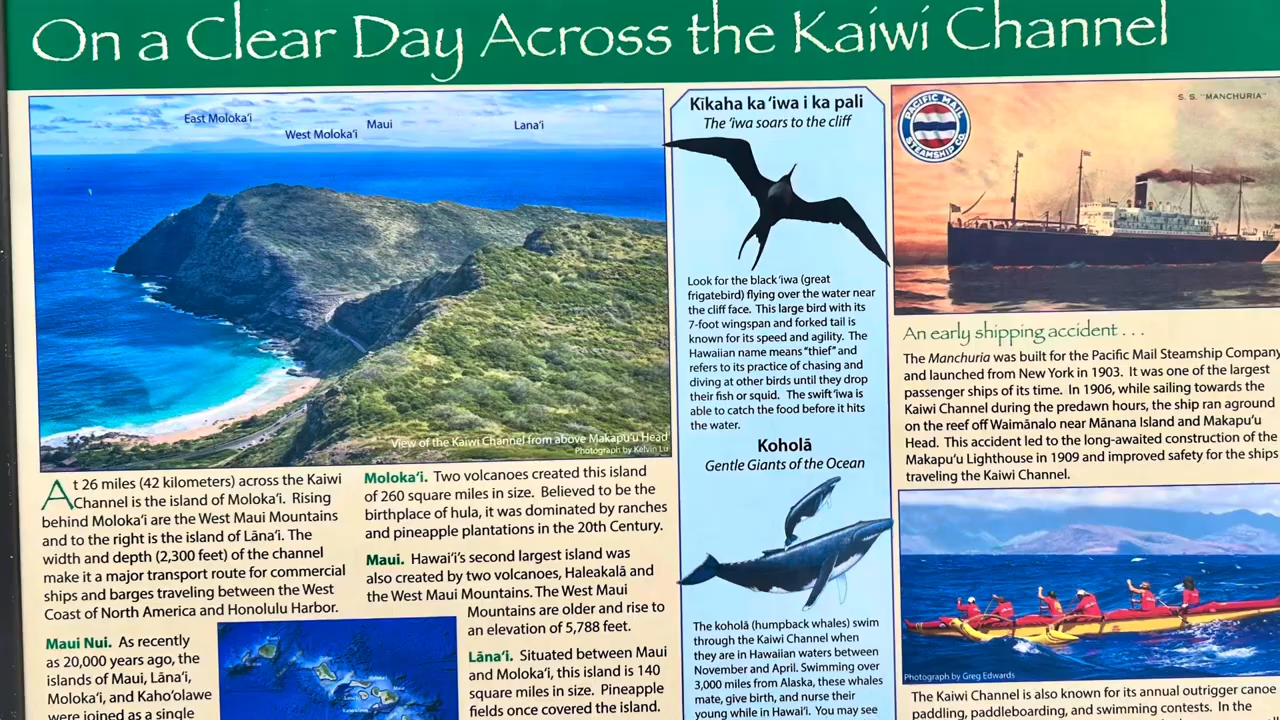 On a Clear Day Across the Kaiwi Channel
East Moloka‘i
West Moloka‘i
Maui
Lana‘i
View of the Kaiwi Channel from above Makapu‘u Head
Photograph by Kelvin Lu
At 26 miles (42 kilometers) across the Kaiwi
Channel is the island of Moloka‘i. Rising
behind Moloka‘i are the West Maui Mountains
and to the right is the island of Lāna‘i. The
width and depth (2,300 feet) of the channel
make it a major transport route for commercial
ships and barges traveling between the West
Coast of North America and Honolulu Harbor.
Maui Nui. As recently
as 20,000 years ago, the
islands of Maui, Lāna‘i,
Moloka‘i, and Kaho‘olawe
were joined as a single
Moloka‘i. Two volcanoes created this island
of 260 square miles in size. Believed to be the
birthplace of hula, it was dominated by ranches
and pineapple plantations in the 20th Century.
Maui. Hawai‘i’s second largest island was
also created by two volcanoes, Haleakalā and
the West Maui Mountains. The West Maui
Mountains are older and rise to
an elevation of 5,788 feet.
Lāna‘i. Situated between Maui
and Moloka‘i, this island is 140
square miles in size. Pineapple
fields once covered the island.
Kīkaha ka ‘iwa i ka pali
The ‘iwa soars to the cliff
Look for the black ‘iwa (great
frigatebird) flying over the water near
the cliff face. This large bird with its
7-foot wingspan and forked tail is
known for its speed and agility. The
Hawaiian name means “thief” and
refers to its practice of chasing and
diving at other birds until they drop
their fish or squid. The swift ‘iwa is
able to catch the food before it hits
the water.
Koholā
Gentle Giants of the Ocean
The koholā (humpback whales) swim
through the Kaiwi Channel when
they are in Hawaiian waters between
November and April. Swimming over
3,000 miles from Alaska, these whales
mate, give birth, and nurse their
young while in Hawai‘i. You may see
S. S. "MANCHURIA"
PACIFIC MAIL
STEAMSHIP CO.
An early shipping accident . . .
The Manchuria was built for the Pacific Mail Steamship Company
and launched from New York in 1903. It was one of the largest
passenger ships of its time. In 1906, while sailing towards the
Kaiwi Channel during the predawn hours, the ship ran aground
on the reef off Waimānalo near Mānana Island and Makapu‘u
Head. This accident led to the long-awaited construction of the
Makapu‘u Lighthouse in 1909 and improved safety for the ships
traveling the Kaiwi Channel.
Photograph by Greg Edwards
The Kaiwi Channel is also known for its annual outrigger canoe
paddling, paddleboarding, and swimming contests. In the